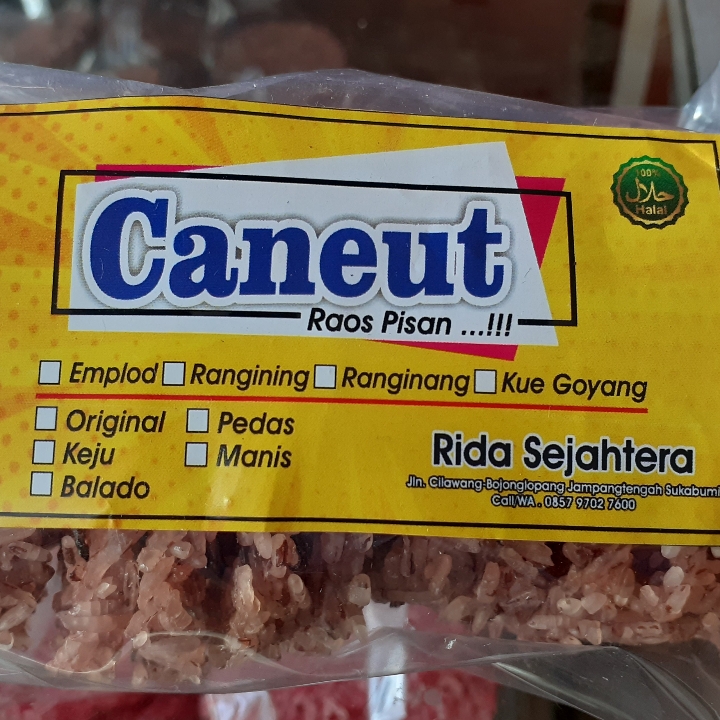 100%
حلال
Halal
Caneut
Raos Pisan ...!!!
Emplod Rangining Ranginang Kue Goyang
Original Pedas
Keju Manis
Balado
Rida Sejahtera
Jln. Cilawang-Bojonglopang Jampangtengah Sukabumi
Call/WA . 0857 9702 7600